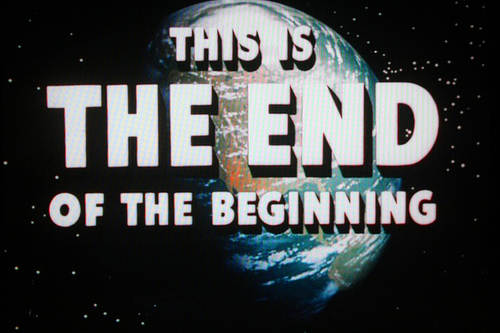 THIS IS
THE END
OF THE BEGINNING